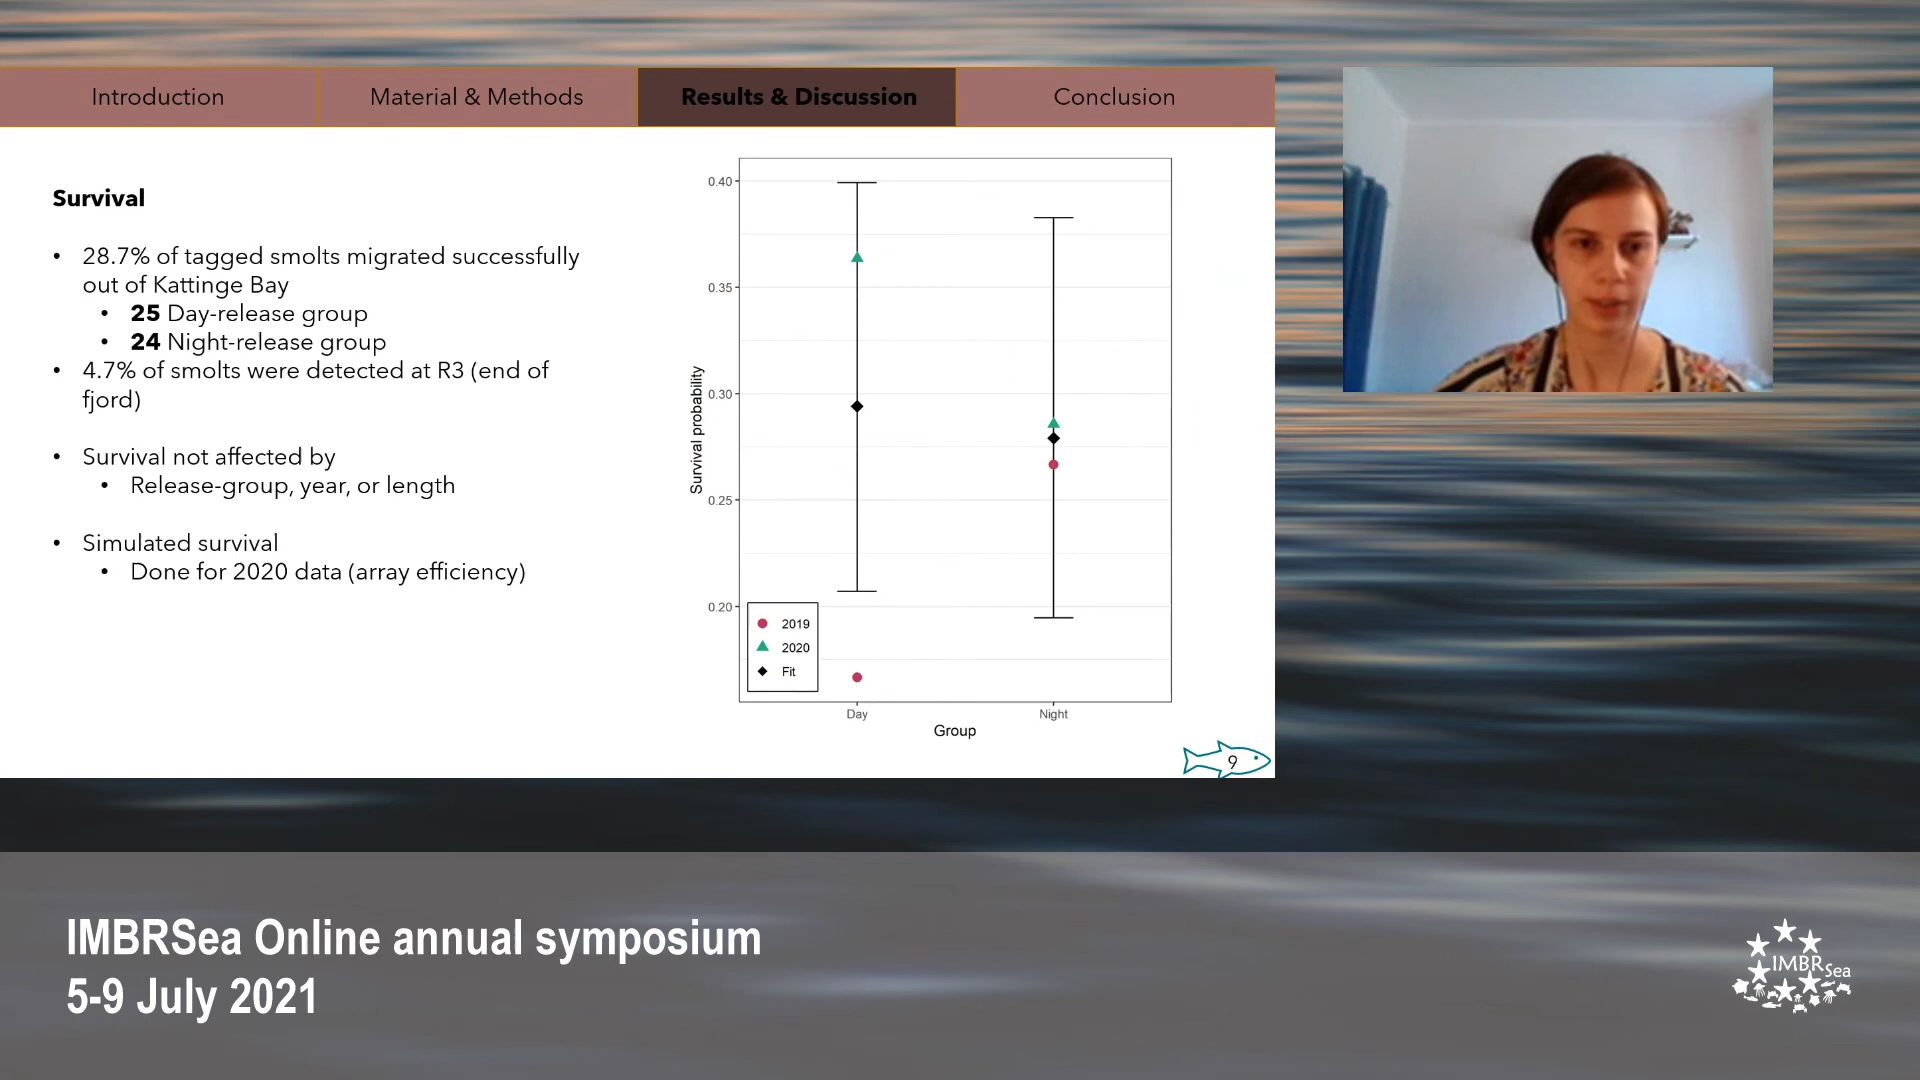 Introduction
Material & Methods
Results & Discussion
Conclusion
Survival
• 28.7% of tagged smolts migrated successfully
out of Kattinge Bay
• 25 Day-release group
• 24 Night-release group
• 4.7% of smolts were detected at R3 (end of
fjord)
• Survival not affected by
• Release-group, year, or length
• Simulated survival
• Done for 2020 data (array efficiency)
Survival probability
0.40
0.35
0.30
0.25
0.20
2019
2020
Fit
Day
Night
Group
9
IMBRSea Online annual symposium
5-9 July 2021
IMBRSea